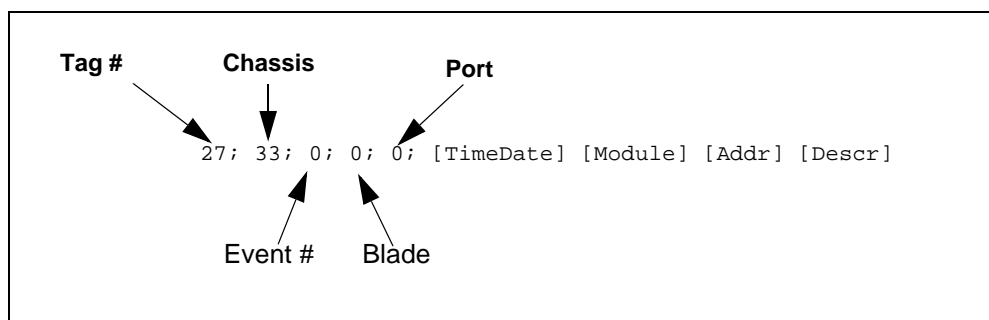 Tag # Chassis Port
27; 33; 0; 0; 0; [TimeDate] [Module] [Addr] [Descr]
Event # Blade